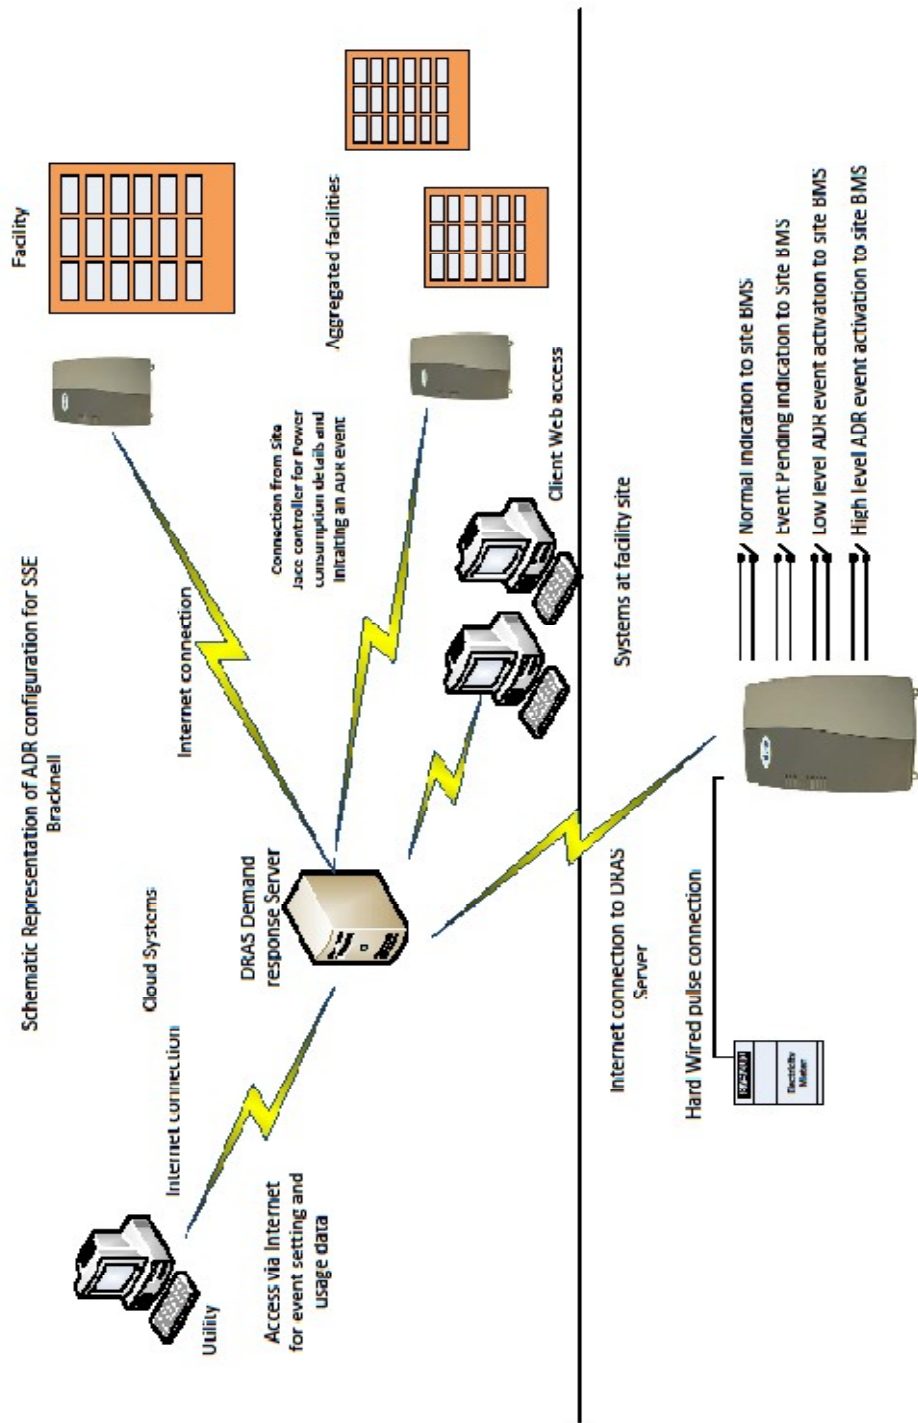 Schematic Representation of ADR configuration for SSE
Bracknell
Facility
Cloud Systems
Internet connection
Internet connection
Utility
Access via Internet
for event setting and
usage data
DRAS Demand
response Server
Connection from Site
Jace controller for Power
consumption details and
initiating an ADR event
Aggregated facilities
Client Web access
Systems at facility site
Internet connection to DRAS
Server
Hard Wired pulse connection
Electricity
Meter
Normal indication to site BMS
Event Pending indication to Site BMS
Low level ADR event activation to site BMS
High level ADR event activation to site BMS